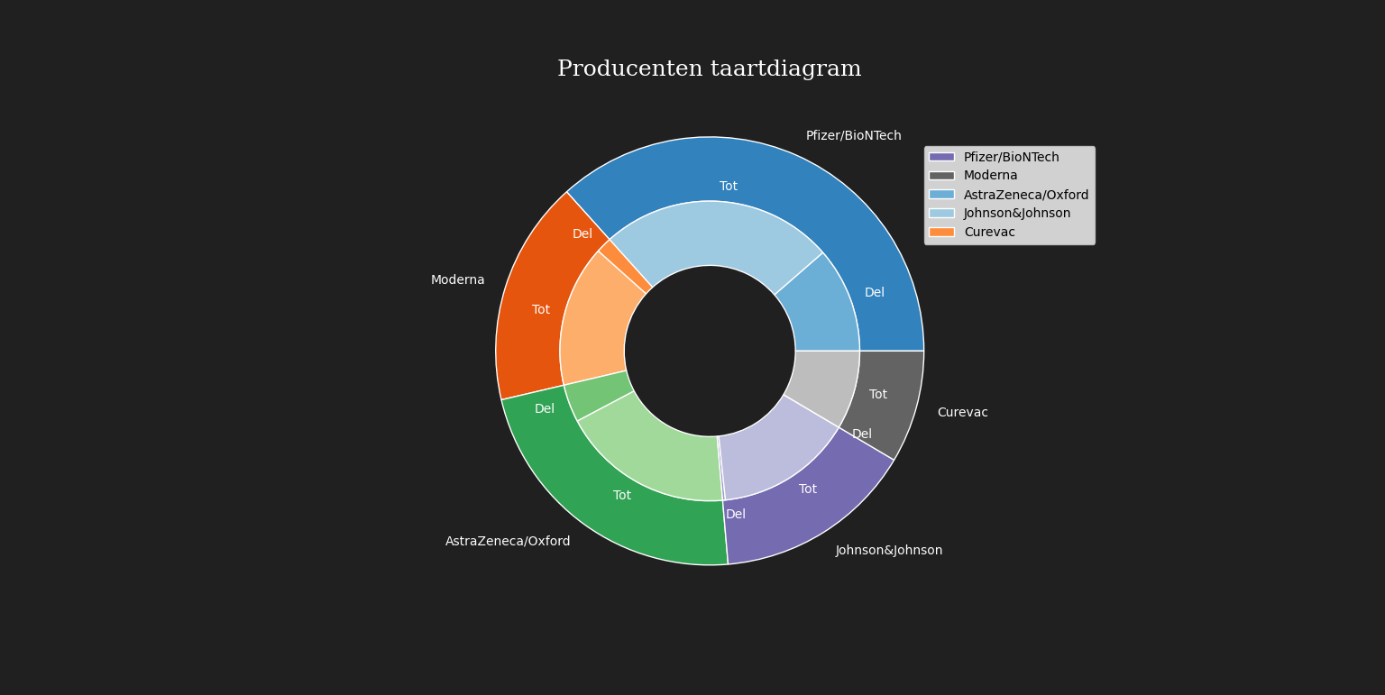 Producenten taartdiagram
Pfizer/BioNTech
Pfizer/BioNTech
Moderna
AstraZeneca/Oxford
Johnson&Johnson
Curevac
Tot
Del
Del
Moderna
Tot
Tot
Del
Curevac
Del
Tot
Tot
Del
AstraZeneca/Oxford
Johnson&Johnson